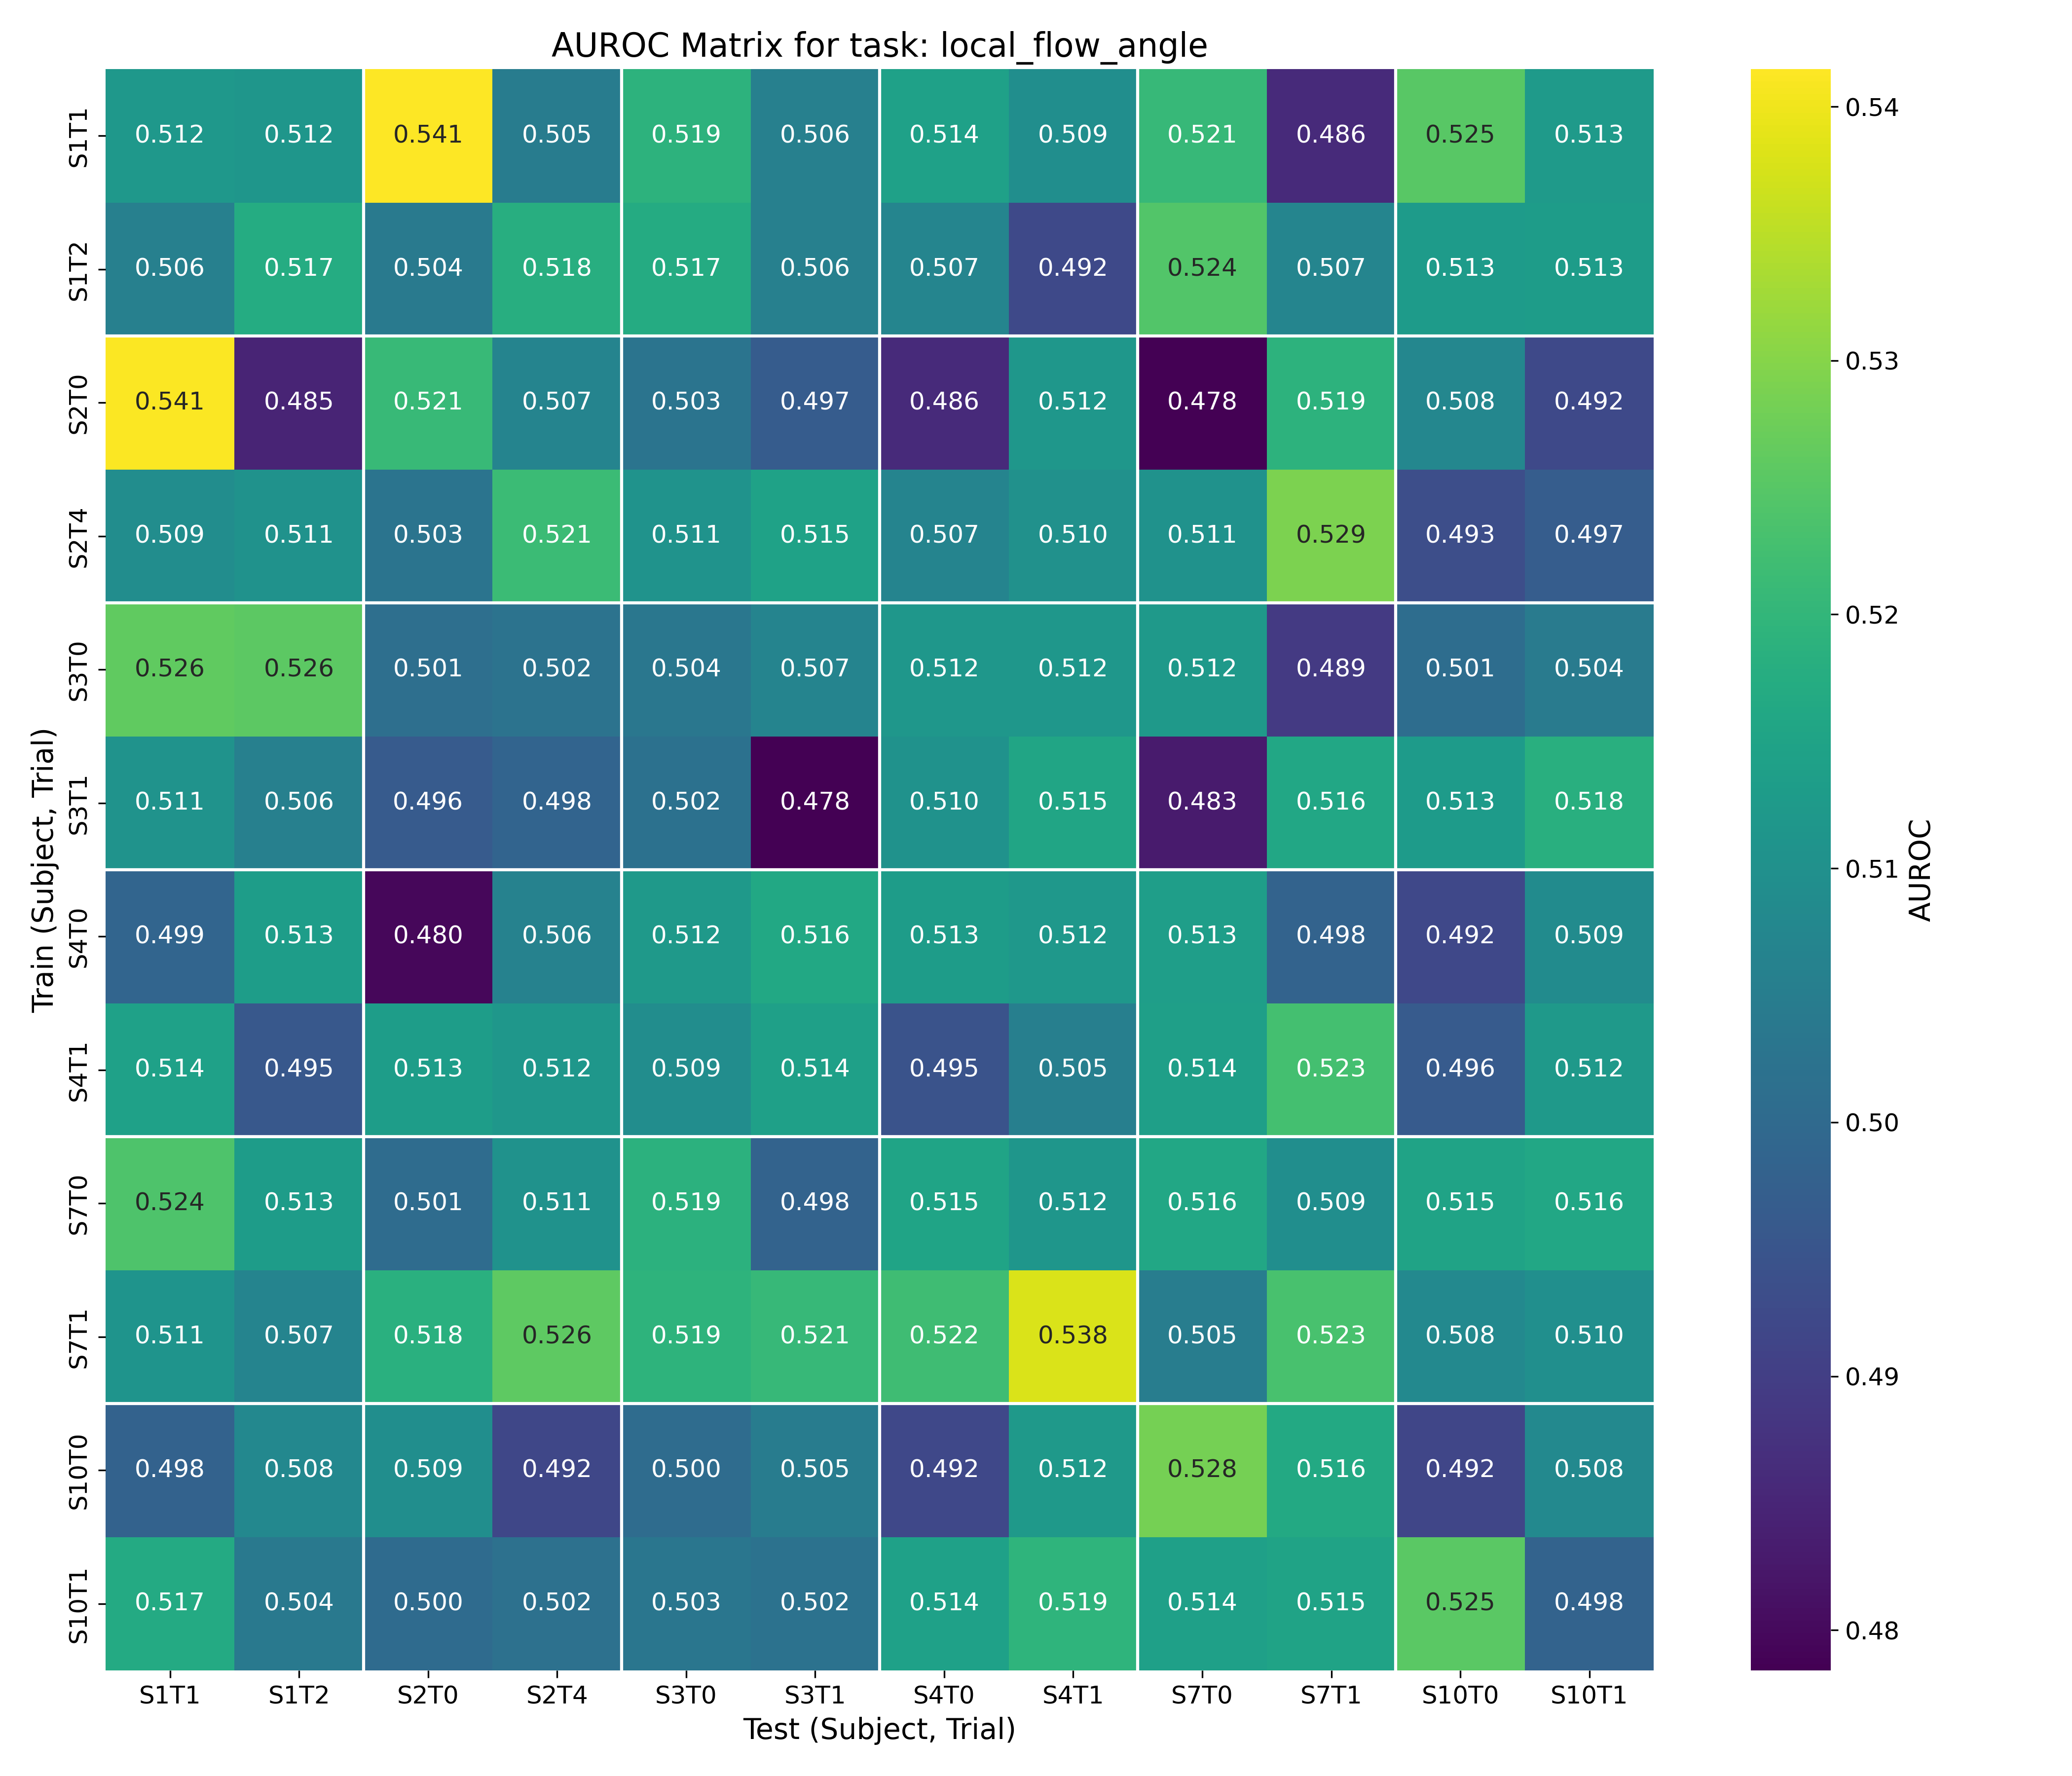 AUROC Matrix for task: local_flow_angle
Train (Subject, Trial)
S1T1 0.512 0.512 0.541 0.505 0.519 0.506 0.514 0.509 0.521 0.486 0.525 0.513
S1T2 0.506 0.517 0.504 0.518 0.517 0.506 0.507 0.492 0.524 0.507 0.513 0.513
S2T0 0.541 0.485 0.521 0.507 0.503 0.497 0.486 0.512 0.478 0.519 0.508 0.492
S2T4 0.509 0.511 0.503 0.521 0.511 0.515 0.507 0.510 0.511 0.529 0.493 0.497
S3T0 0.526 0.526 0.501 0.502 0.504 0.507 0.512 0.512 0.512 0.489 0.501 0.504
S3T1 0.511 0.506 0.496 0.498 0.502 0.478 0.510 0.515 0.483 0.516 0.513 0.518
S4T0 0.499 0.513 0.480 0.506 0.512 0.516 0.513 0.512 0.513 0.498 0.492 0.509
S4T1 0.514 0.495 0.513 0.512 0.509 0.514 0.495 0.505 0.514 0.523 0.496 0.512
S7T0 0.524 0.513 0.501 0.511 0.519 0.498 0.515 0.512 0.516 0.509 0.515 0.516
S7T1 0.511 0.507 0.518 0.526 0.519 0.521 0.522 0.538 0.505 0.523 0.508 0.510
S10T0 0.498 0.508 0.509 0.492 0.500 0.505 0.492 0.512 0.528 0.516 0.492 0.508
S10T1 0.517 0.504 0.500 0.502 0.503 0.502 0.514 0.519 0.514 0.515 0.525 0.498
S1T1 S1T2 S2T0 S2T4 S3T0 S3T1 S4T0 S4T1 S7T0 S7T1 S10T0 S10T1
Test (Subject, Trial)
0.54
0.53
0.52
0.51
0.50
0.49
0.48
AUROC